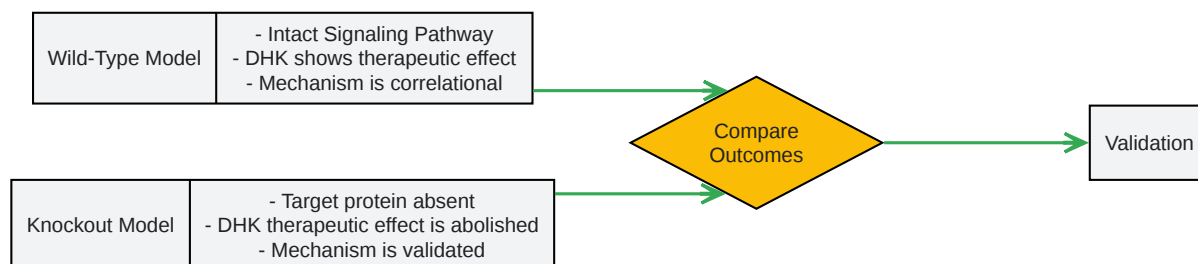 Wild-Type Model
- Intact Signaling Pathway
- DHK shows therapeutic effect
- Mechanism is correlational
Compare
Outcomes
Validation
Knockout Model
- Target protein absent
- DHK therapeutic effect is abolished
- Mechanism is validated